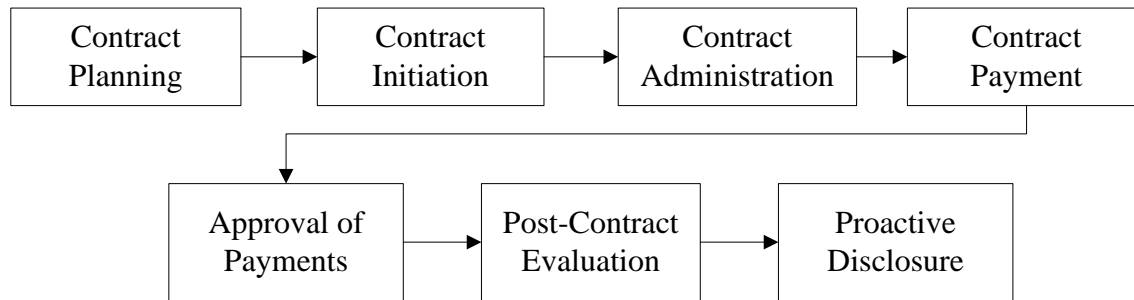 Contract
Planning
Contract
Initiation
Contract
Administration
Contract
Payment
Approval of
Payments
Post-Contract
Evaluation
Proactive
Disclosure